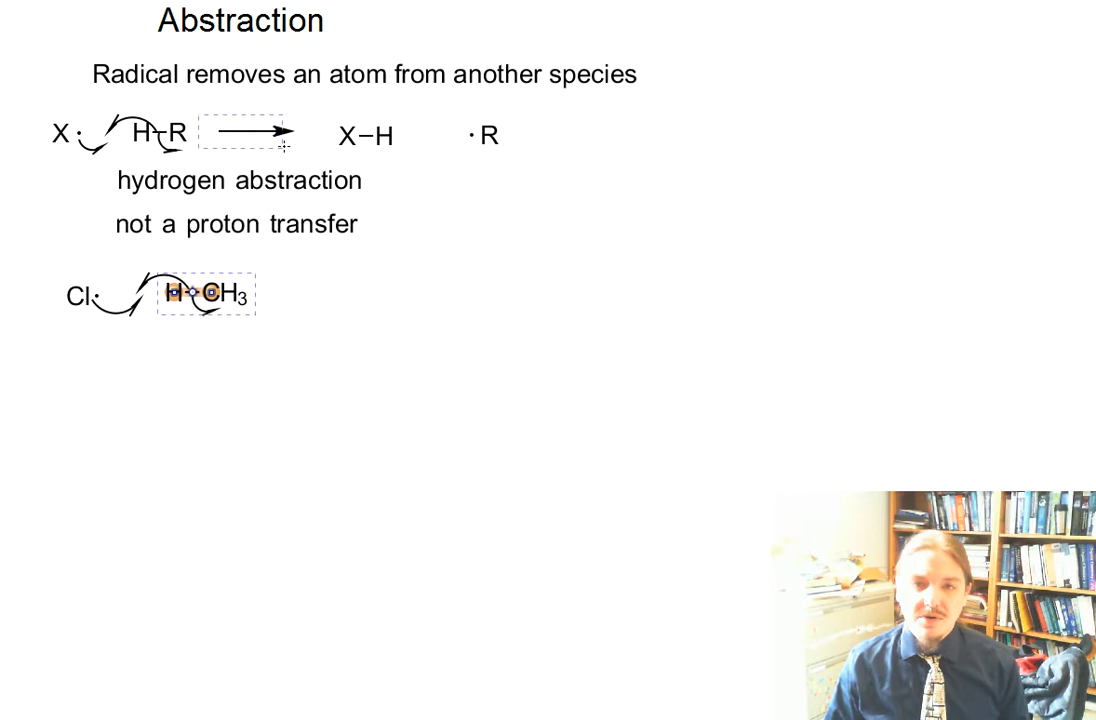 Abstraction
Radical removes an atom from another species
X· H–R X–H ·R
hydrogen abstraction
not a proton transfer
Cl· H–CH₃